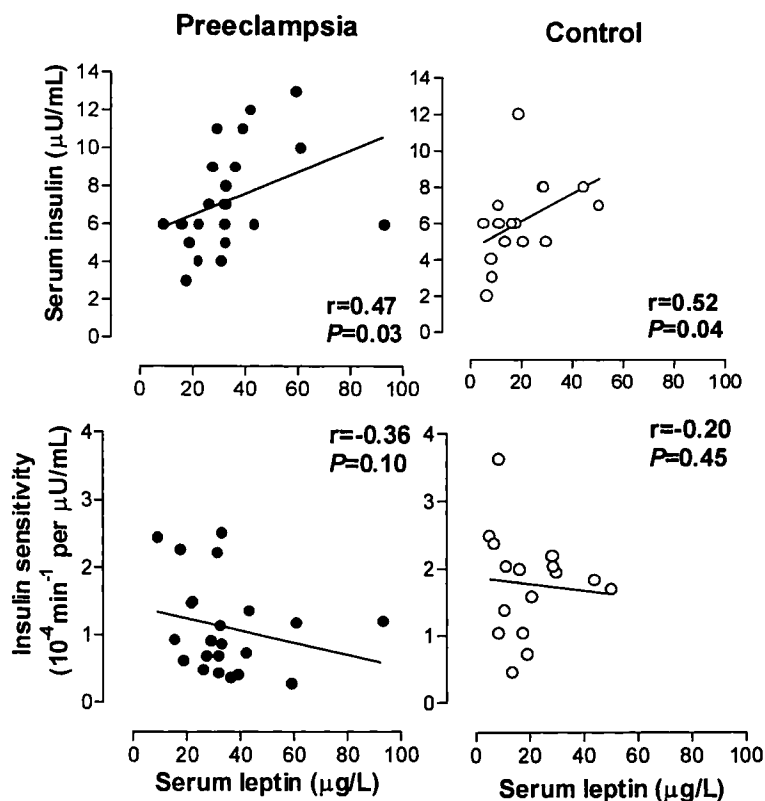 Preeclampsia
Control
Serum insulin (μU/mL)
14
12
10
8
6
4
2
0
r=0.47
P=0.03
0 20 40 60 80 100
14
12
10
8
6
4
2
0
r=0.52
P=0.04
0 20 40 60 80 100
Insulin sensitivity
(10⁻⁴ min⁻¹ per μU/mL)
4
3
2
1
0
r=-0.36
P=0.10
0 20 40 60 80 100
Serum leptin (μg/L)
4
3
2
1
0
r=-0.20
P=0.45
0 20 40 60 80 100
Serum leptin (μg/L)